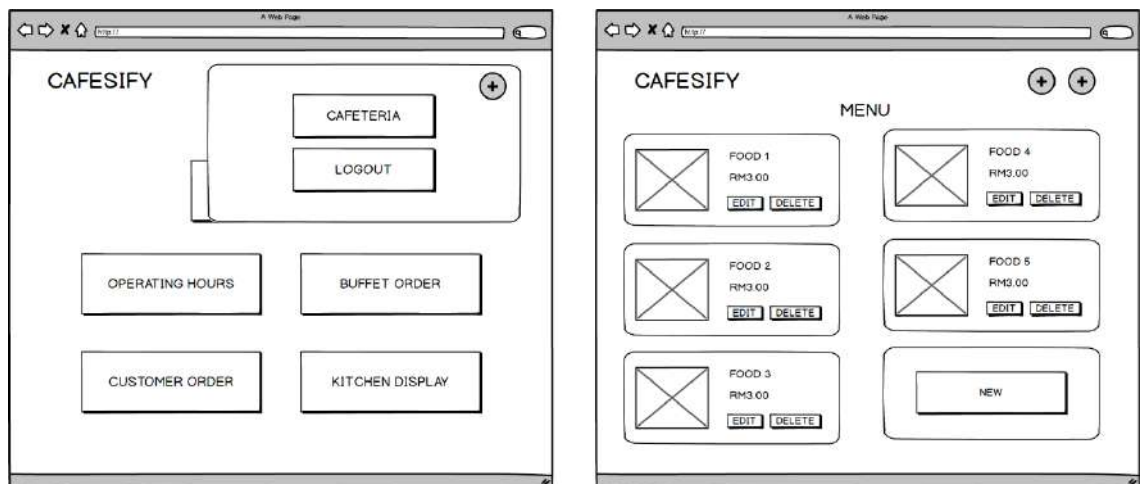 A Web Page
http://
CAFESIFY
+
CAFETERIA
LOGOUT
OPERATING HOURS
BUFFET ORDER
CUSTOMER ORDER
KITCHEN DISPLAY
A Web Page
http://
CAFESIFY
+ +
MENU
FOOD 1
RM3.00
EDIT DELETE
FOOD 2
RM3.00
EDIT DELETE
FOOD 3
RM3.00
EDIT DELETE
FOOD 4
RM3.00
EDIT DELETE
FOOD 5
RM3.00
EDIT DELETE
NEW